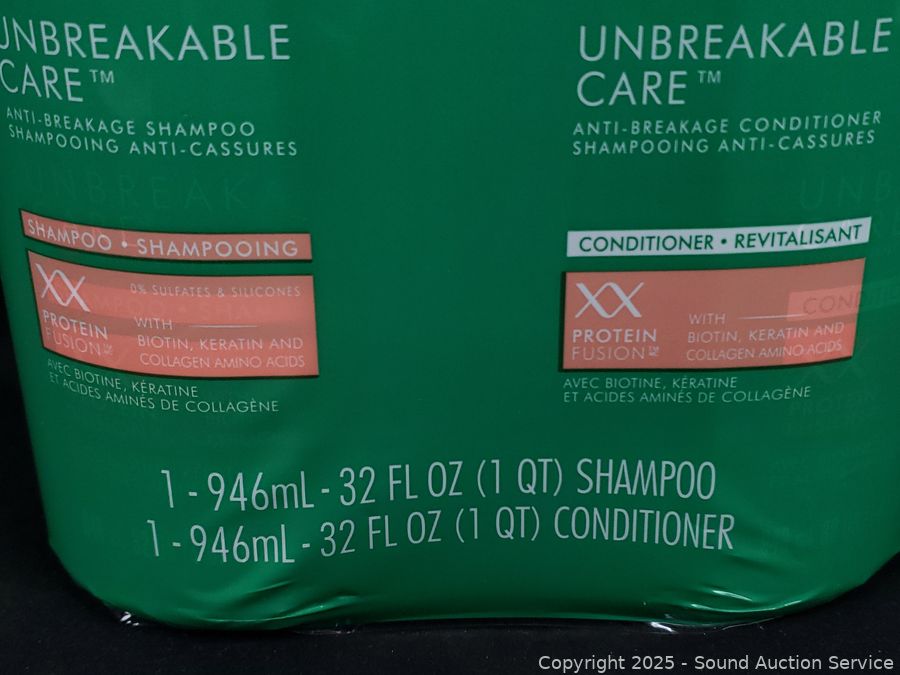 UNBREAKABLE
CARE™
ANTI-BREAKAGE SHAMPOO
SHAMPOOING ANTI-CASSURES
SHAMPOO • SHAMPOOING
XX
0% SULFATES & SILICONES
PROTEIN
FUSION
WITH
BIOTIN, KERATIN AND
COLLAGEN AMINO ACIDS
AVEC BIOTINE, KÉRATINE
ET ACIDES AMINÉS DE COLLAGÈNE
UNBREAKABLE
CARE™
ANTI-BREAKAGE CONDITIONER
SHAMPOOING ANTI-CASSURES
CONDITIONER • REVITALISANT
XX
PROTEIN
FUSION
WITH
BIOTIN, KERATIN AND
COLLAGEN AMINO ACIDS
AVEC BIOTINE, KÉRATINE
ET ACIDES AMINÉS DE COLLAGÈNE
1 - 946mL - 32 FL OZ (1 QT) SHAMPOO
1 - 946mL - 32 FL OZ (1 QT) CONDITIONER
Copyright 2025 - Sound Auction Service